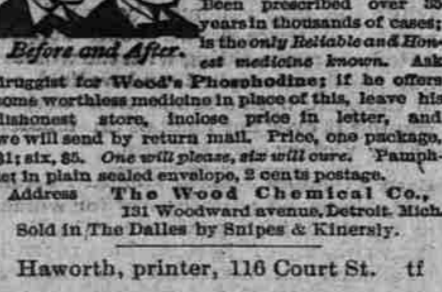 Been prescribed over 35
years in thousands of cases;
Before and After.
is the only Reliable and Hon-
est medicine known. Ask
druggist for Wood's Phosphodine; if he offers
some worthless medicine in place of this, leave his
dishonest store, inclose price in letter, and
we will send by return mail. Price, one package,
$1; six, $5. One will please, six will cure. Pamph-
let in plain sealed envelope, 2 cents postage.
Address The Wood Chemical Co.,
131 Woodward avenue, Detroit. Mich
Sold in The Dalles by Snipes & Kinersly.
Haworth, printer, 116 Court St. tf